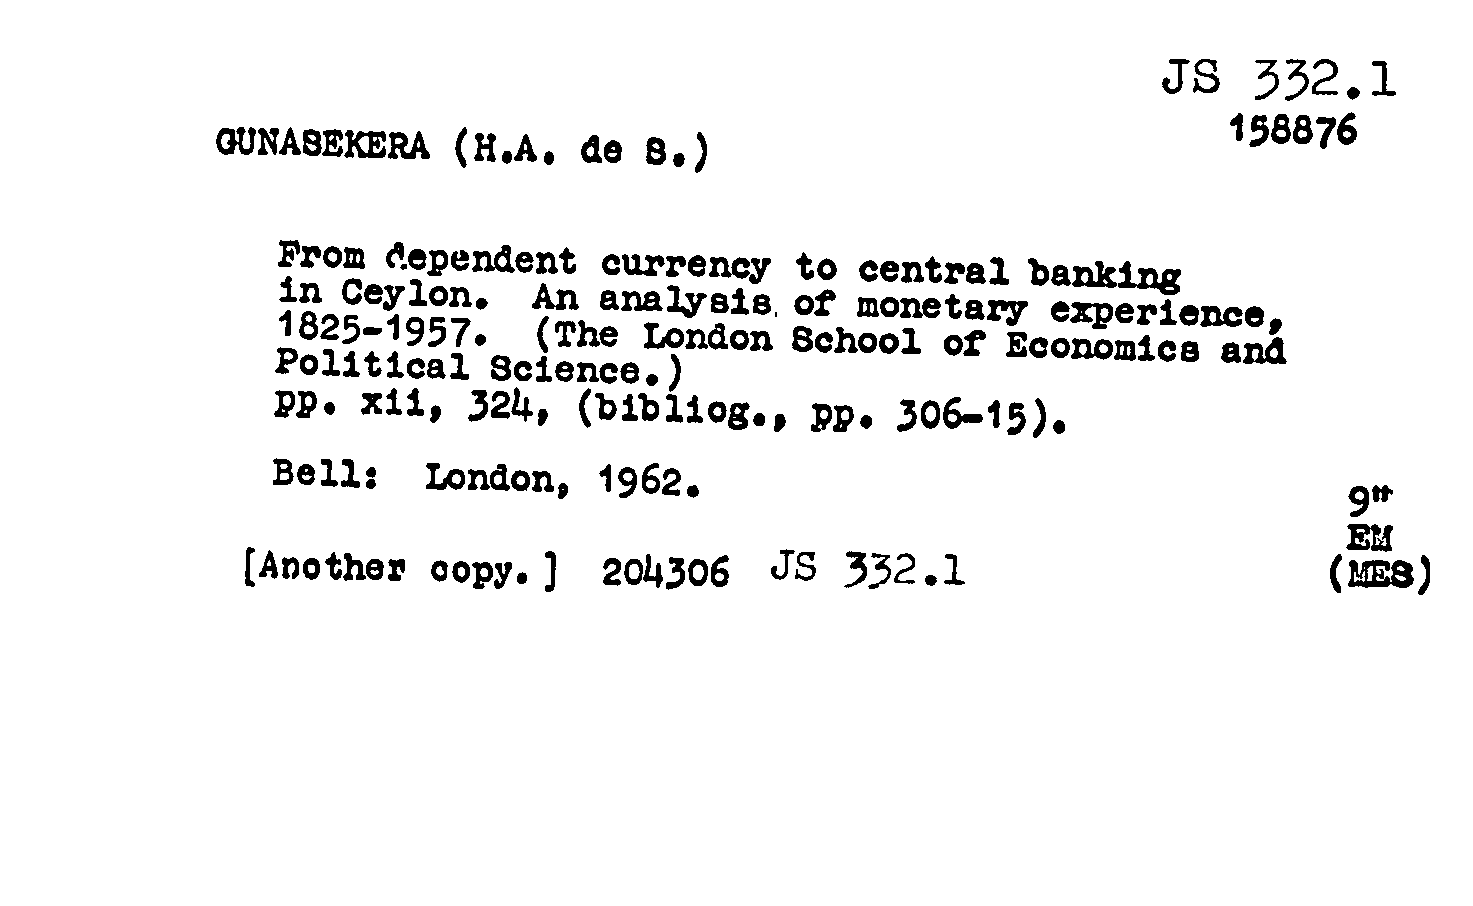 JS 332.1
158876
GUNASEKERA (H.A. de S.)
From dependent currency to central banking
in Ceylon. An analysis of monetary experience,
1825-1957. (The London School of Economics and
Political Science.)
pp. xii, 324, (bibliog., pp. 306-15).
Bell: London, 1962.
9"
EM
(MES)
[Another copy.] 204306 JS 332.1